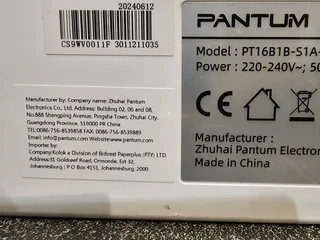 20240612
CS9WV0011F 3011211035
Manufacturer by: Company: Zhuhai Pantum
Electronics Co., Ltd. Address: Building 02, 06 and 08,
No.888 Shengping Avenue, Pingsha Town, Zhuhai City,
Guangdong Province, 519000 PR China
TEL:0086-756-8539858 FAX: 0086-756-8539889
Email:info@pantum.com https://www.pantum.com
Importer by:
Company:Kolok a Division of Bidvest Paperplus (PTY) LTD
Address:31 Goldreef Road, Ormonde, Ext 32,
Johannesburg | P O Box 4151, Johannesburg, 2000
PANTUM
Model : PT16B1B-S1A-
Power : 220-240V~; 50
Manufacturer :
Zhuhai Pantum Electron
Made in China